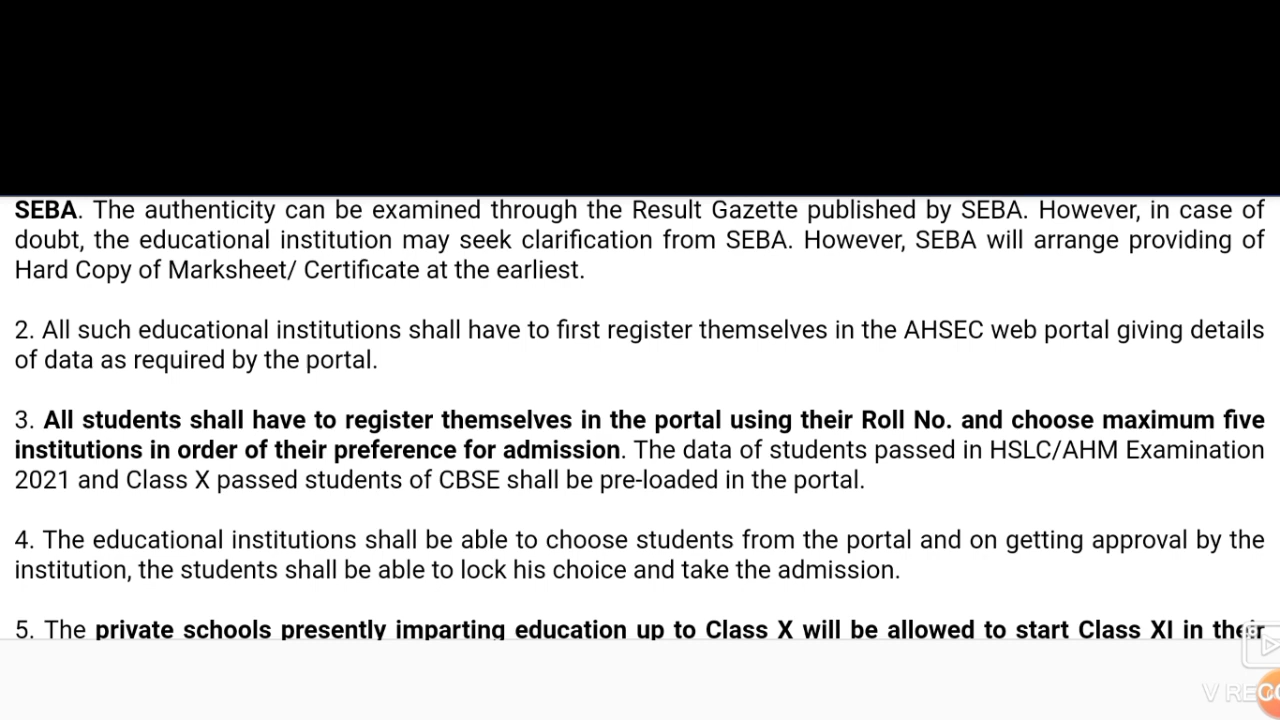 SEBA. The authenticity can be examined through the Result Gazette published by SEBA. However, in case of
doubt, the educational institution may seek clarification from SEBA. However, SEBA will arrange providing of
Hard Copy of Marksheet/ Certificate at the earliest.
2. All such educational institutions shall have to first register themselves in the AHSEC web portal giving details
of data as required by the portal.
3. All students shall have to register themselves in the portal using their Roll No. and choose maximum five
institutions in order of their preference for admission. The data of students passed in HSLC/AHM Examination
2021 and Class X passed students of CBSE shall be pre-loaded in the portal.
4. The educational institutions shall be able to choose students from the portal and on getting approval by the
institution, the students shall be able to lock his choice and take the admission.
5. The private schools presently imparting education up to Class X will be allowed to start Class XI in their
V REC